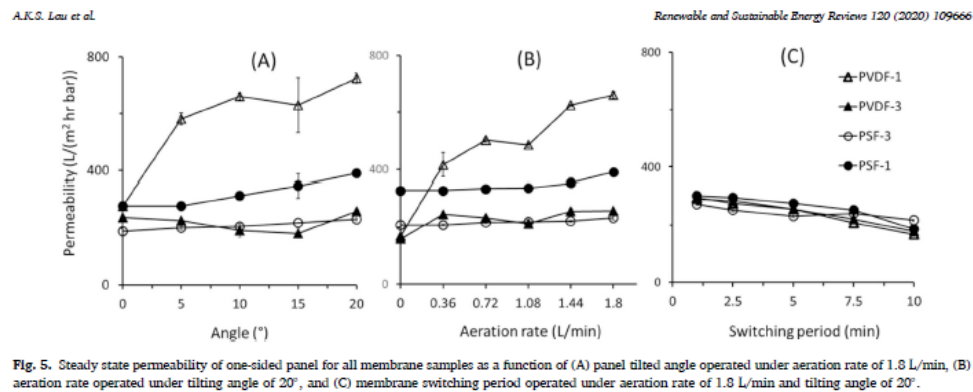 A.K.S. Lau et al.
Renewable and Sustainable Energy Reviews 120 (2020) 109666
800
400
0
Permeability (L/(m² hr bar))
(A)
0 5 10 15 20
Angle (°)
800
400
0
(B)
0 0.36 0.72 1.08 1.44 1.8
Aeration rate (L/min)
800
400
0
(C)
PVDF-1
PVDF-3
PSF-3
PSF-1
0 2.5 5 7.5 10
Switching period (min)
Fig. 5. Steady state permeability of one-sided panel for all membrane samples as a function of (A) panel tilted angle operated under aeration rate of 1.8 L/min, (B)
aeration rate operated under tilting angle of 20°, and (C) membrane switching period operated under aeration rate of 1.8 L/min and tilting angle of 20°.